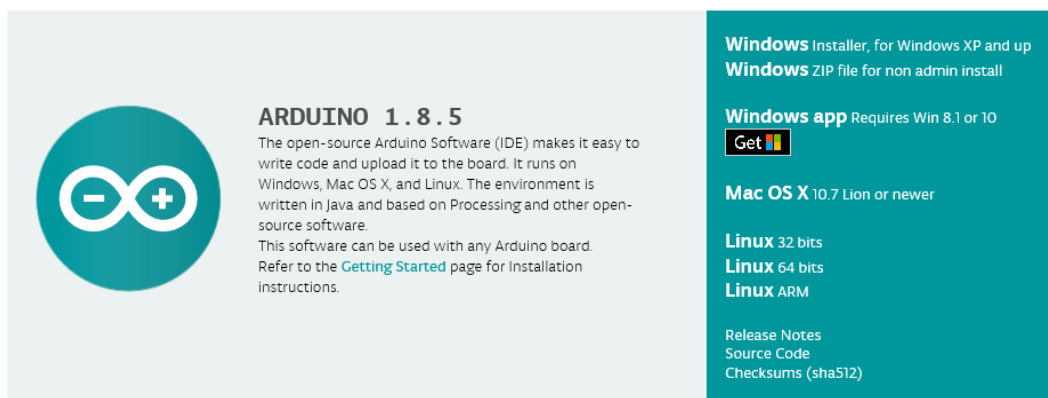 ARDUINO 1.8.5
The open-source Arduino Software (IDE) makes it easy to
write code and upload it to the board. It runs on
Windows, Mac OS X, and Linux. The environment is
written in Java and based on Processing and other open-
source software.
This software can be used with any Arduino board.
Refer to the Getting Started page for Installation
instructions.
Windows Installer, for Windows XP and up
Windows ZIP file for non admin install
Windows app Requires Win 8.1 or 10
Get
Mac OS X 10.7 Lion or newer
Linux 32 bits
Linux 64 bits
Linux ARM
Release Notes
Source Code
Checksums (sha512)